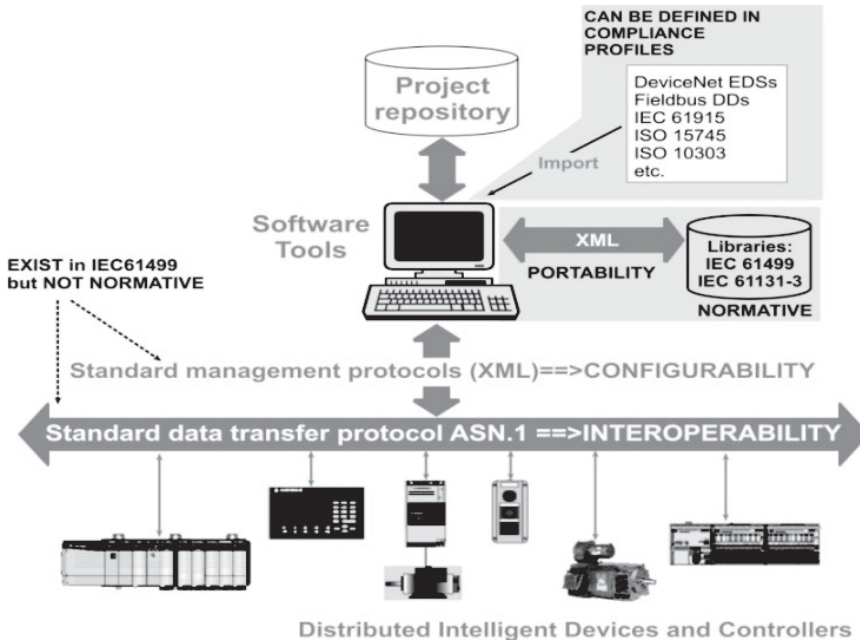 CAN BE DEFINED IN
COMPLIANCE
PROFILES
Project
repository
DeviceNet EDSs
Fieldbus DDs
IEC 61915
ISO 15745
ISO 10303
etc.
Import
Software
Tools
XML
PORTABILITY
Libraries:
IEC 61499
IEC 61131-3
NORMATIVE
EXIST in IEC61499
but NOT NORMATIVE
Standard management protocols (XML)==>CONFIGURABILITY
Standard data transfer protocol ASN.1 ==>INTEROPERABILITY
Distributed Intelligent Devices and Controllers